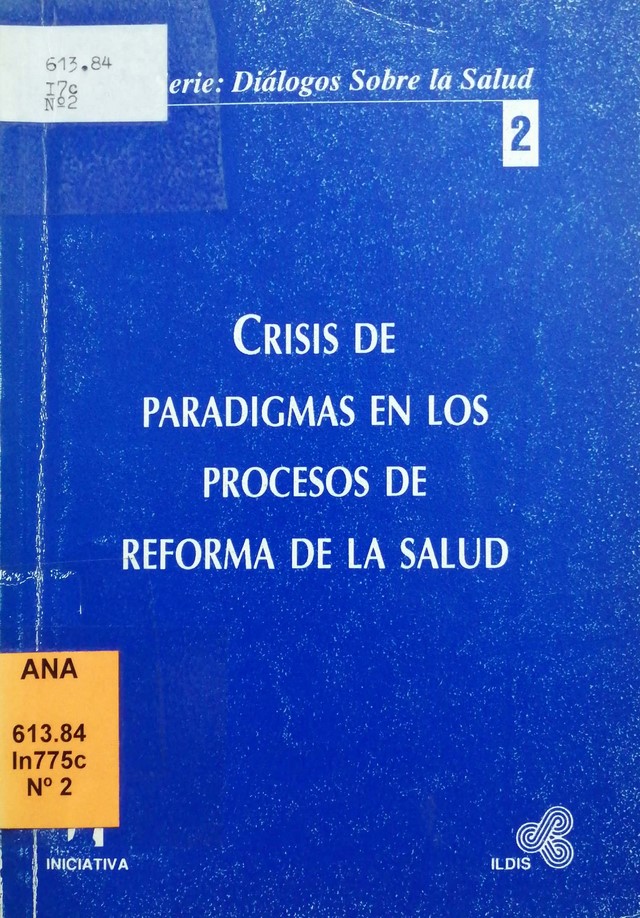 613.84
I7c
Nº2
erie: Diálogos Sobre la Salud
2
CRISIS DE
PARADIGMAS EN LOS
PROCESOS DE
REFORMA DE LA SALUD
ANA
613.84
In775c
Nº 2
INICIATIVA
ILDIS